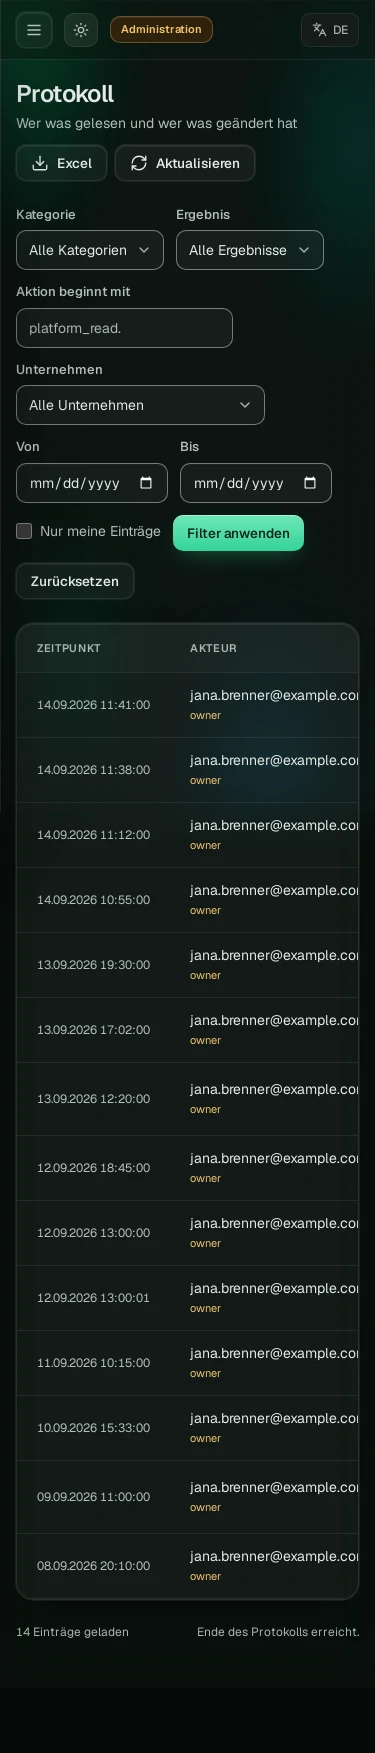 Administration
DE
Protokoll
Wer was gelesen und wer was geändert hat
Excel
Aktualisieren
Kategorie
Ergebnis
Alle Kategorien
Alle Ergebnisse
Aktion beginnt mit
platform_read.
Unternehmen
Alle Unternehmen
Von
Bis
mm/dd/yyyy
mm/dd/yyyy
Nur meine Einträge
Filter anwenden
Zurücksetzen
ZEITPUNKT
AKTEUR
14.09.2026 11:41:00
jana.brenner@example.co
owner
14.09.2026 11:38:00
jana.brenner@example.co
owner
14.09.2026 11:12:00
jana.brenner@example.co
owner
14.09.2026 10:55:00
jana.brenner@example.co
owner
13.09.2026 19:30:00
jana.brenner@example.co
owner
13.09.2026 17:02:00
jana.brenner@example.co
owner
13.09.2026 12:20:00
jana.brenner@example.co
owner
12.09.2026 18:45:00
jana.brenner@example.co
owner
12.09.2026 13:00:00
jana.brenner@example.co
owner
12.09.2026 13:00:01
jana.brenner@example.co
owner
11.09.2026 10:15:00
jana.brenner@example.co
owner
10.09.2026 15:33:00
jana.brenner@example.co
owner
09.09.2026 11:00:00
jana.brenner@example.co
owner
08.09.2026 20:10:00
jana.brenner@example.co
owner
14 Einträge geladen
Ende des Protokolls erreicht.